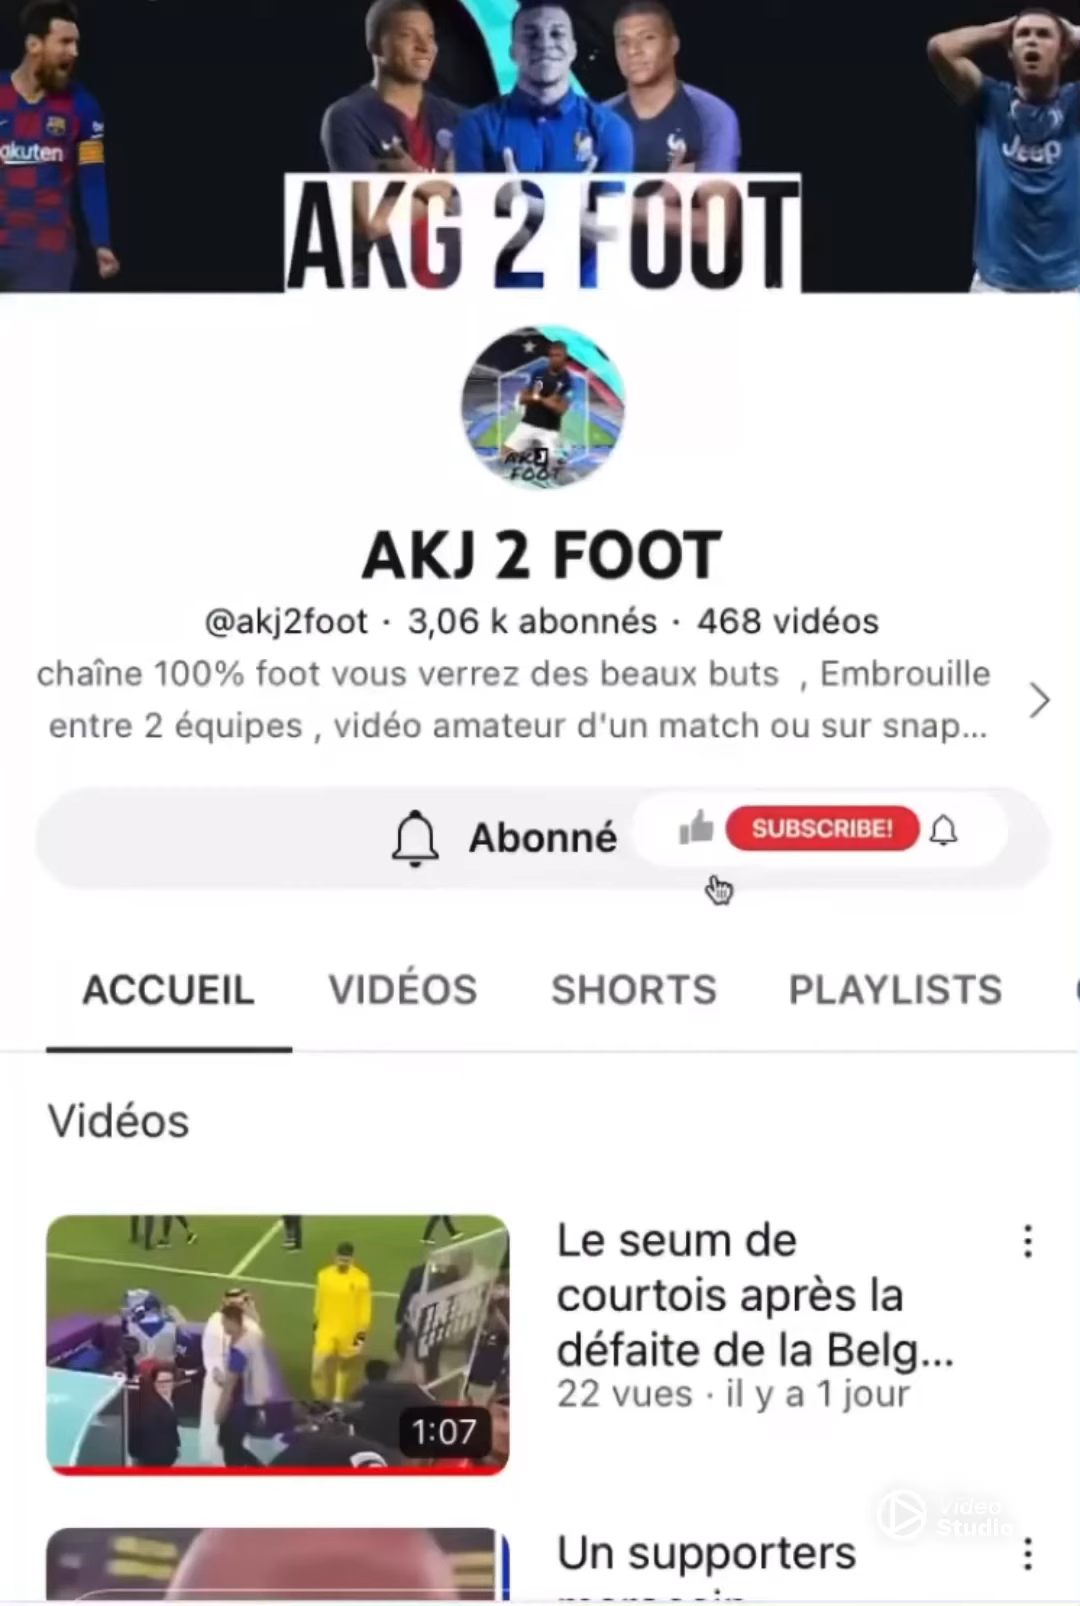 akuten
Jeep
AKG 2 FOOT
AKJ
FOOT
AKJ 2 FOOT
@akj2foot · 3,06 k abonnés · 468 vidéos
chaîne 100% foot vous verrez des beaux buts , Embrouille
entre 2 équipes , vidéo amateur d'un match ou sur snap...
Abonné
SUBSCRIBE!
ACCUEIL VIDÉOS SHORTS PLAYLISTS
Vidéos
Le seum de
courtois après la
défaite de la Belg...
22 vues · il y a 1 jour
1:07
Video
Studio
Un supporters